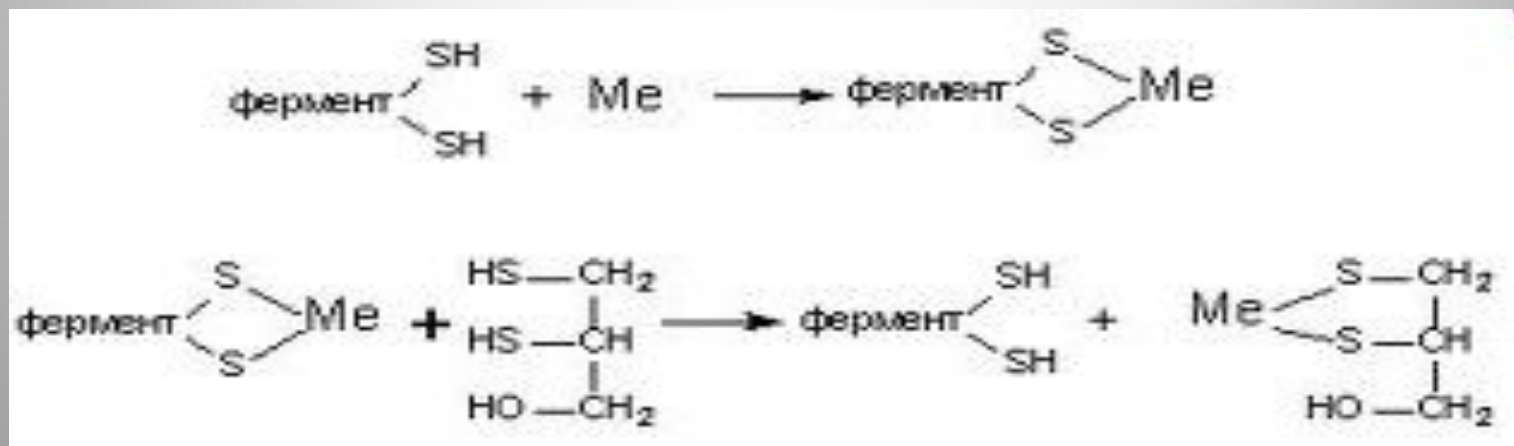 SH
фермент + Me фермент S Me
SH S
S HS—CH₂ SH S—CH₂
фермент Me + HS—CH фермент + Me S—CH
S HO—CH₂ SH HO—CH₂